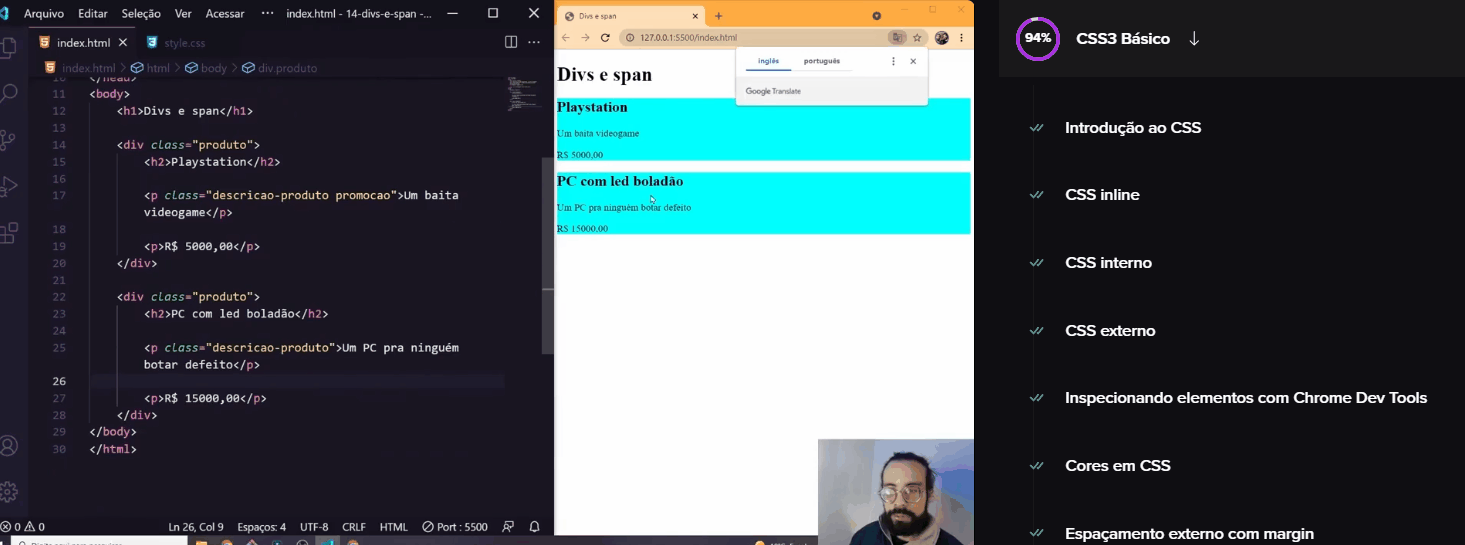 Arquivo Editar Seleção Ver Acessar ··· index.html - 14-divs-e-span -...
index.html style.css
index.html > html > body > div.produto
10 </head>
11 <body>
12 <h1>Divs e span</h1>
13
14 <div class="produto">
15 <h2>Playstation</h2>
16
17 <p class="descricao-produto promocao">Um baita
videogame</p>
18
19 <p>R$ 5000,00</p>
20 </div>
21
22 <div class="produto">
23 <h2>PC com led boladão</h2>
24
25 <p class="descricao-produto">Um PC pra ninguém
botar defeito</p>
26
27 <p>R$ 15000,00</p>
28 </div>
29 </body>
30 </html>
0 0 Ln 26, Col 9 Espaços: 4 UTF-8 CRLF HTML Port : 5500
Digite aqui para pesquisar
Divs e span
127.0.0.1:5500/index.html
inglês português
Google Translate
Divs e span
Playstation
Um baita videogame
R$ 5000,00
PC com led boladão
Um PC pra ninguém botar defeito
R$ 15000,00
94% CSS3 Básico
Introdução ao CSS
CSS inline
CSS interno
CSS externo
Inspecionando elementos com Chrome Dev Tools
Cores em CSS
Espaçamento externo com margin